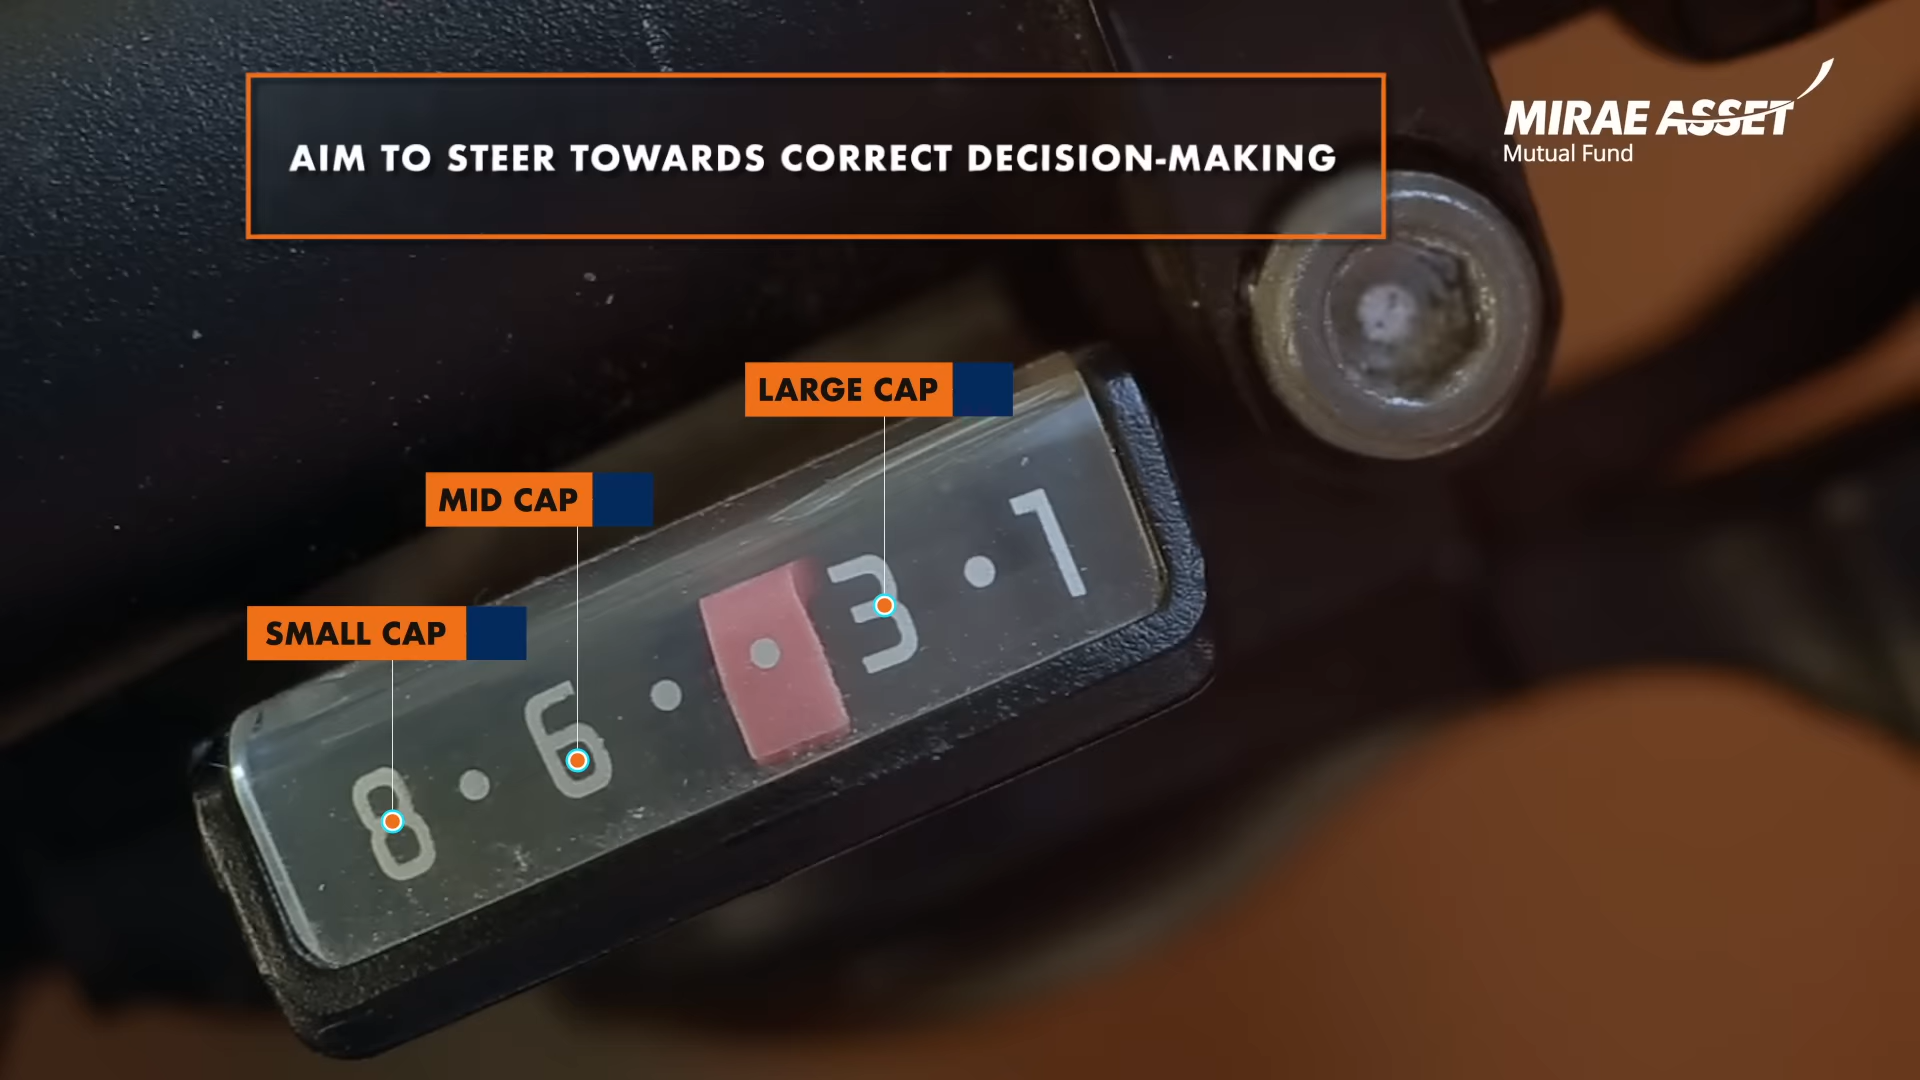 AIM TO STEER TOWARDS CORRECT DECISION-MAKING
MIRAE ASSET
Mutual Fund
LARGE CAP
MID CAP
SMALL CAP
8 • 6 • • 3 • 1